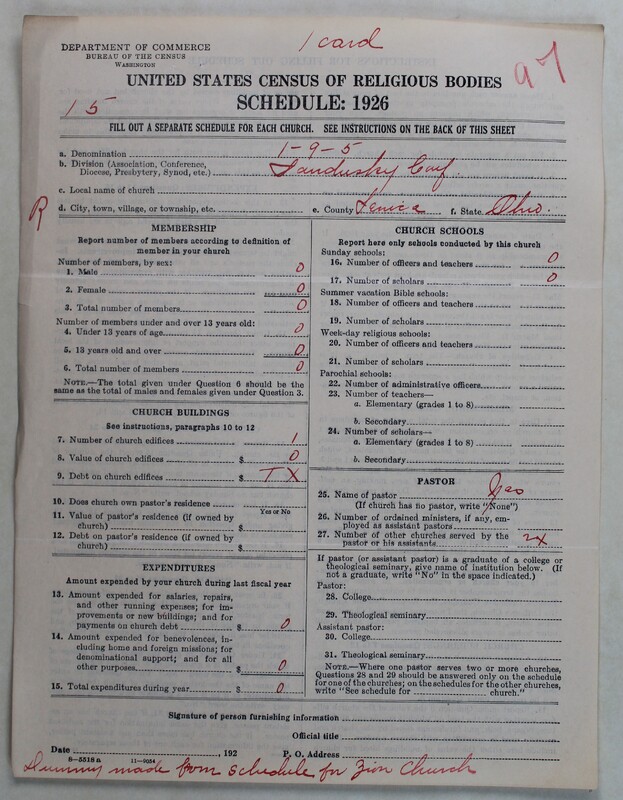 1 card
97
DEPARTMENT OF COMMERCE
BUREAU OF THE CENSUS
WASHINGTON
UNITED STATES CENSUS OF RELIGIOUS BODIES
SCHEDULE: 1926
15
FILL OUT A SEPARATE SCHEDULE FOR EACH CHURCH. SEE INSTRUCTIONS ON THE BACK OF THIS SHEET
a. Denomination 1-9-5
b. Division (Association, Conference, Diocese, Presbytery, Synod, etc.) Sandusky Conf.
c. Local name of church
R
d. City, town, village, or township, etc. e. County Seneca f. State Ohio
MEMBERSHIP
Report number of members according to definition of
member in your church
Number of members, by sex:
1. Male 0
2. Female 0
3. Total number of members 0
Number of members under and over 13 years old:
4. Under 13 years of age 0
5. 13 years old and over 0
6. Total number of members 0
NOTE.—The total given under Question 6 should be the
same as the total of males and females given under Question 3.
CHURCH BUILDINGS
See instructions, paragraphs 10 to 12
7. Number of church edifices 1
8. Value of church edifices $ 0
9. Debt on church edifices $ TX
10. Does church own pastor's residence
Yes or No
11. Value of pastor's residence (if owned by
church) $
12. Debt on pastor's residence (if owned by
church) $
EXPENDITURES
Amount expended by your church during last fiscal year
13. Amount expended for salaries, repairs,
and other running expenses; for im-
provements or new buildings; and for
payments on church debt $ 0
14. Amount expended for benevolences, in-
cluding home and foreign missions; for
denominational support; and for all
other purposes $ 0
15. Total expenditures during year $ 0
CHURCH SCHOOLS
Report here only schools conducted by this church
Sunday schools:
16. Number of officers and teachers 0
17. Number of scholars 0
Summer vacation Bible schools:
18. Number of officers and teachers
19. Number of scholars
Week-day religious schools:
20. Number of officers and teachers
21. Number of scholars
Parochial schools:
22. Number of administrative officers
23. Number of teachers—
a. Elementary (grades 1 to 8)
b. Secondary
24. Number of scholars—
a. Elementary (grades 1 to 8)
b. Secondary
PASTOR
25. Name of pastor
(If church has no pastor, write "None")
26. Number of ordained ministers, if any, em-
ployed as assistant pastors
27. Number of other churches served by the
pastor or his assistants 2x
If pastor (or assistant pastor) is a graduate of a college or
theological seminary, give name of institution below. (If
not a graduate, write "No" in the space indicated.)
Pastor:
28. College
29. Theological seminary
Assistant pastor:
30. College
31. Theological seminary
NOTE.—Where one pastor serves two or more churches,
Questions 28 and 29 should be answered only on the schedule
for one of the churches; on the schedules for the other churches,
write "See schedule for church."
Signature of person furnishing information
Official title
Date , 192 P. O. Address
8—5518 a 11—9054
Dummy made from schedule for Zion Church